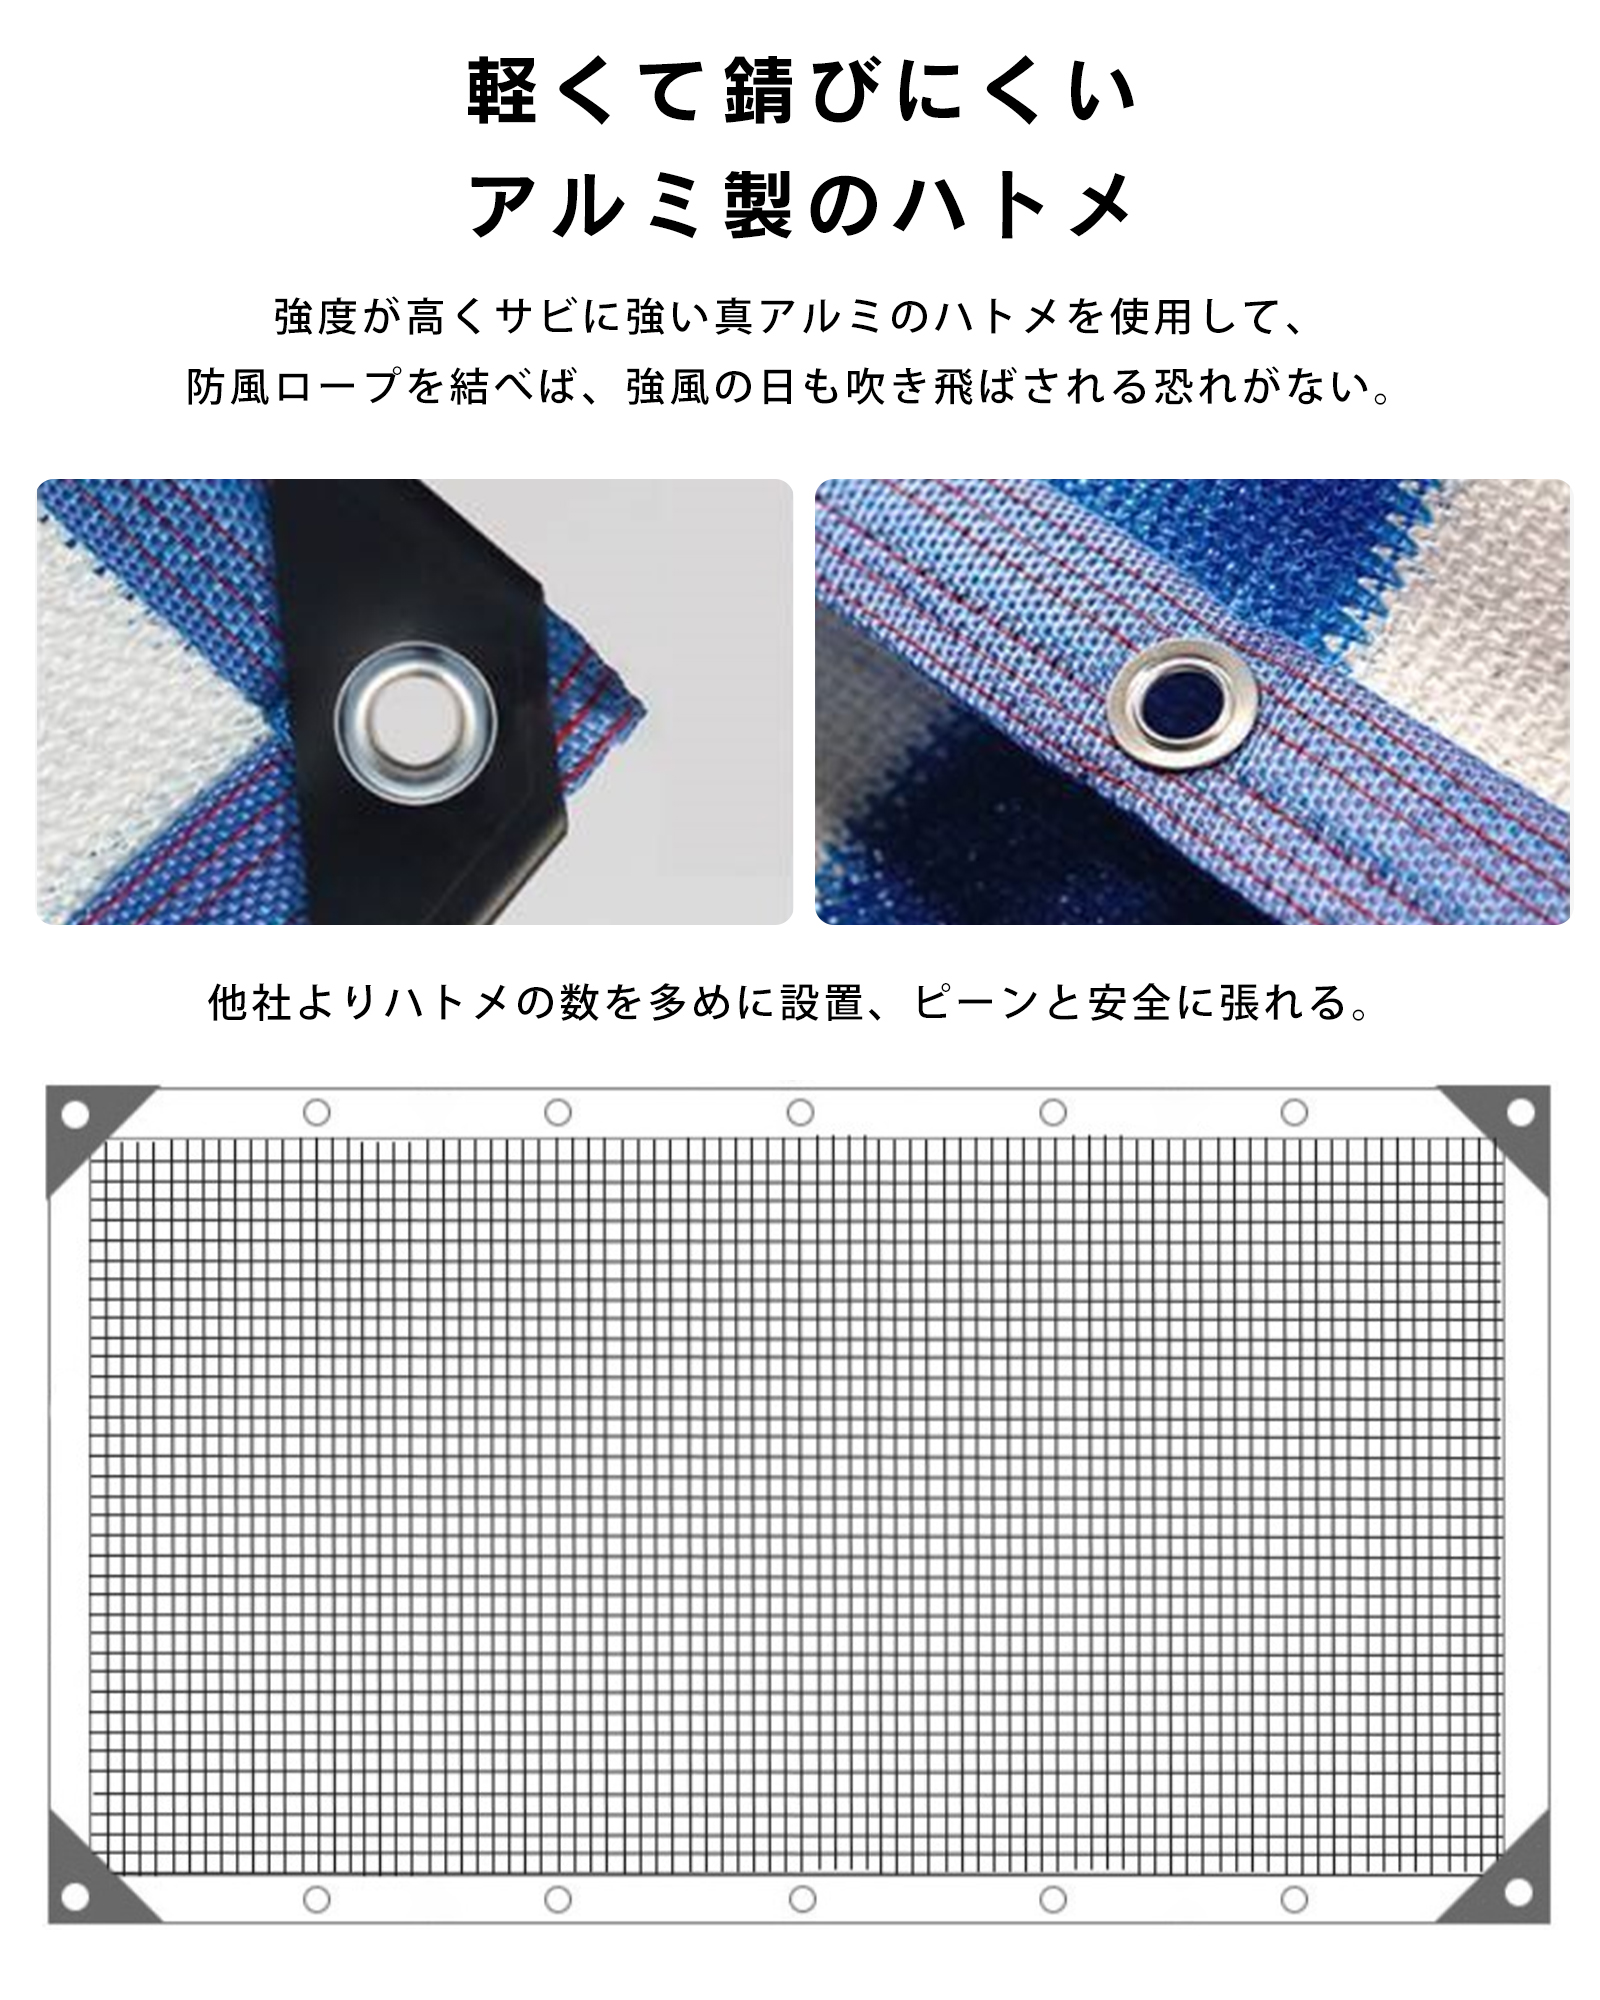 軽くて錆びにくい
アルミ製のハトメ
強度が高くサビに強い真アルミのハトメを使用して、
防風ロープを結べば、強風の日も吹き飛ばされる恐れがない。
他社よりハトメの数を多めに設置、ピーンと安全に張れる。